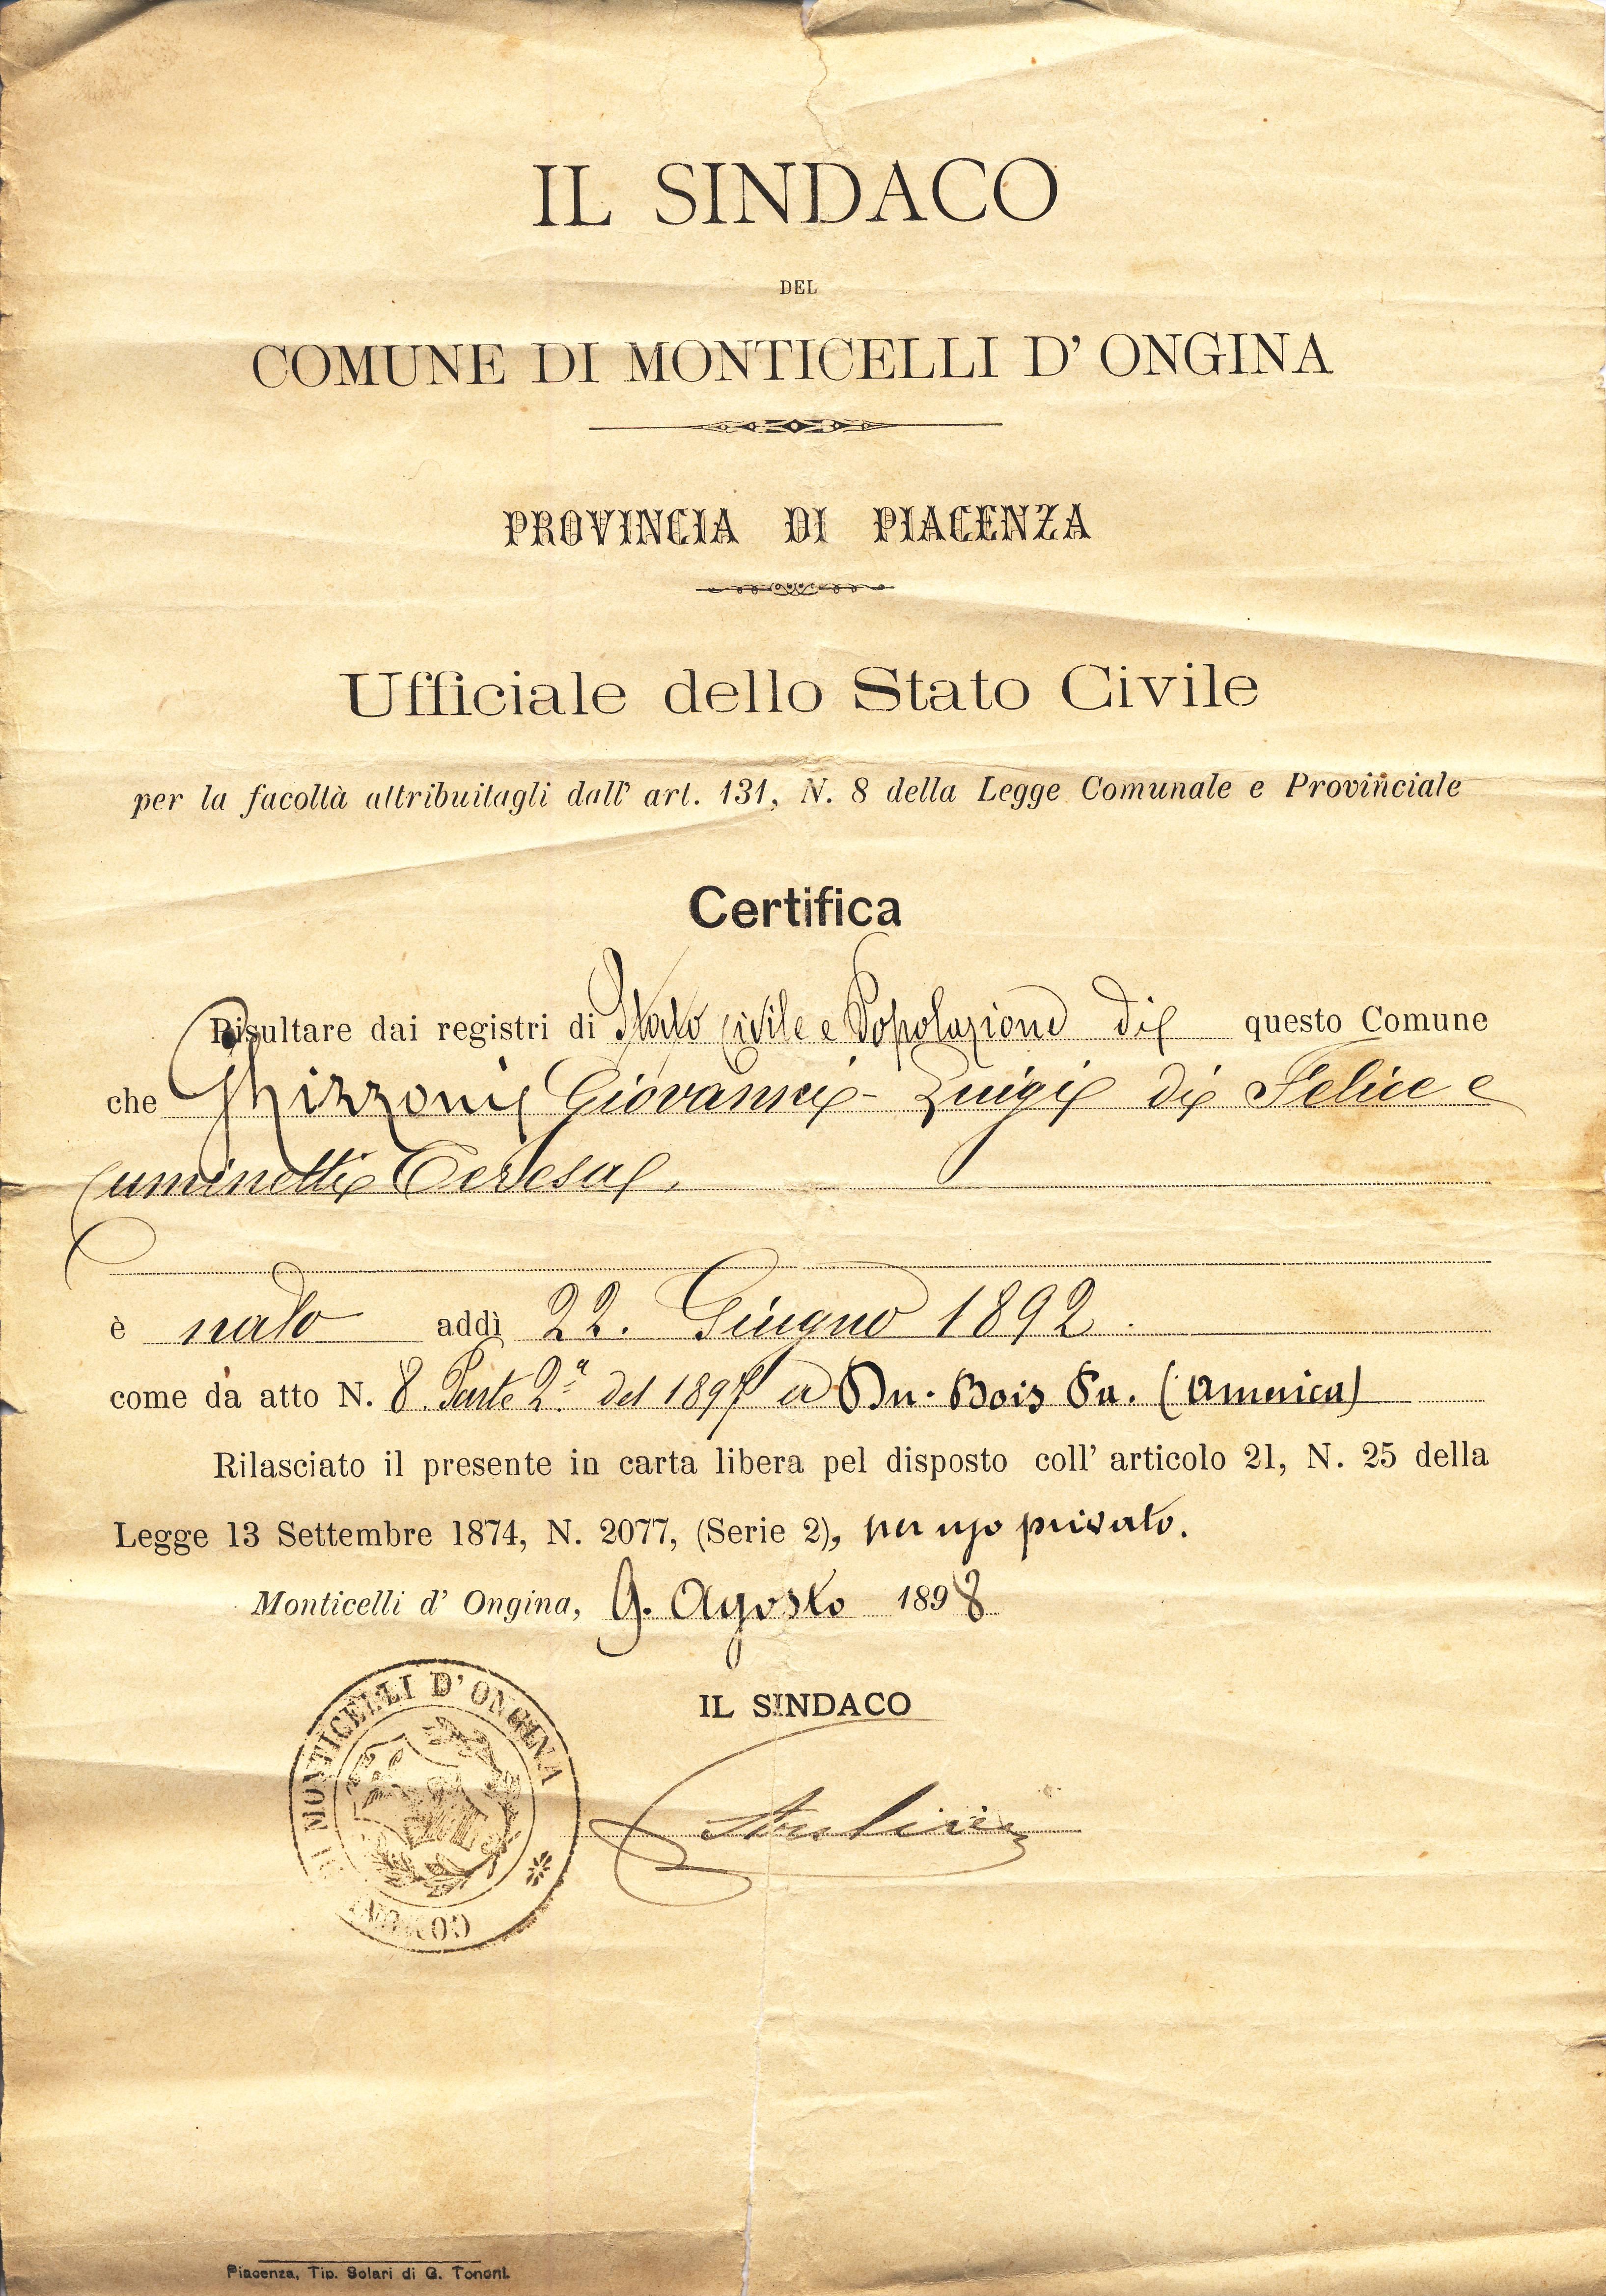 IL SINDACO
DEL
COMUNE DI MONTICELLI D' ONGINA
PROVINCIA DI PIACENZA
Ufficiale dello Stato Civile
per la facoltà attribuitagli dall' art. 131, N. 8 della Legge Comunale e Provinciale
Certifica
Risultare dai registri di Stato civile e Popolazione di questo Comune
che Ghizzoni Giovanni - Luigi di Felice e
Cuminetti Teresa.
è nato addì 22. Giugno 1892.
come da atto N. 8. Parte 2ª del 1897 a Du. Bois Pa. (America)
Rilasciato il presente in carta libera pel disposto coll' articolo 21, N. 25 della
Legge 13 Settembre 1874, N. 2077, (Serie 2), per uso privato.
Monticelli d' Ongina, 9. Agosto 1898
IL SINDACO
COMUNE DI MONTICELLI D' ONGINA
Piacenza, Tip. Solari di G. Tononi.